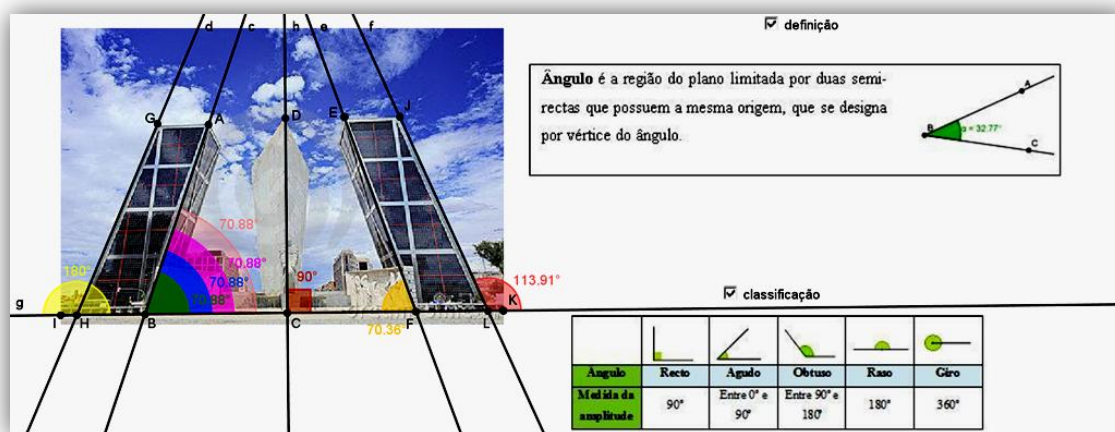 d c h e f
definição
Ângulo é a região do plano limitada por duas semi-
rectas que possuem a mesma origem, que se designa
por vértice do ângulo.
A
B
α = 32.77°
C
G A D E J
70.88°
180°
70.88°
90°
113.91°
70.88°
g
70.88°
K
I H B C F L
70.36°
classificação
Ângulo Recto Agudo Obtuso Raso Giro
Medida da
amplitude
90°
Entre 0° e
90°
Entre 90° e
180°
180°
360°